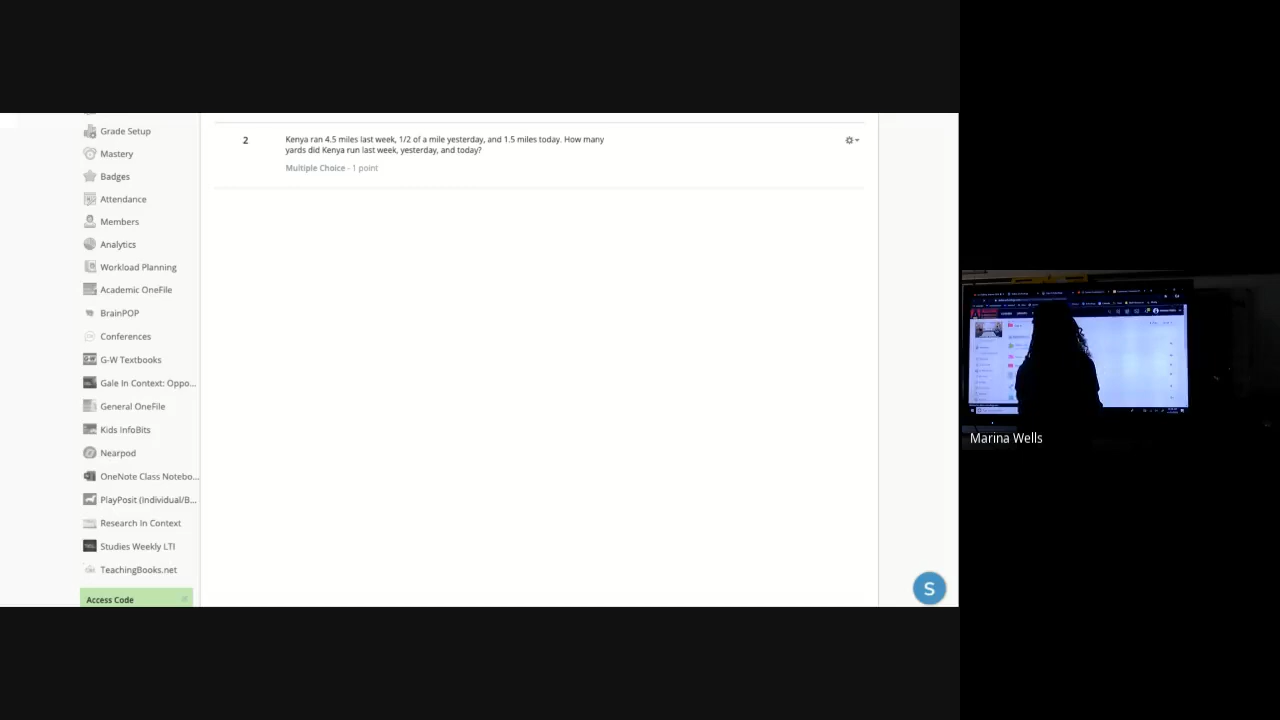 Grade Setup
Mastery
Badges
Attendance
Members
Analytics
Workload Planning
Academic OneFile
BrainPOP
Conferences
G-W Textbooks
Gale In Context: Oppo...
General OneFile
Kids InfoBits
Nearpod
OneNote Class Notebo...
PlayPosit (Individual/B...
Research In Context
Studies Weekly LTI
TeachingBooks.net
Access Code
2
Kenya ran 4.5 miles last week, 1/2 of a mile yesterday, and 1.5 miles today. How many
yards did Kenya run last week, yesterday, and today?
Multiple Choice - 1 point
S
Marina Wells